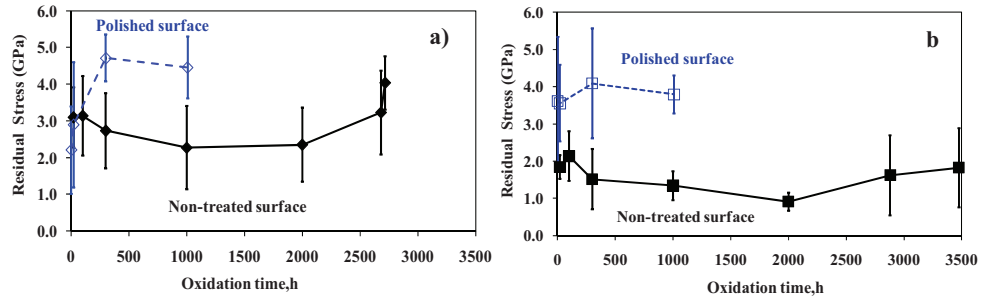 Residual Stress (GPa)
6.0
5.0
4.0
3.0
2.0
1.0
0.0
Polished surface
a)
Non-treated surface
0 500 1000 1500 2000 2500 3000 3500
Oxidation time,h
Residual Stress (GPa)
6.0
5.0
4.0
3.0
2.0
1.0
0.0
b
Polished surface
Non-treated surface
0 500 1000 1500 2000 2500 3000 3500
Oxidation time,h